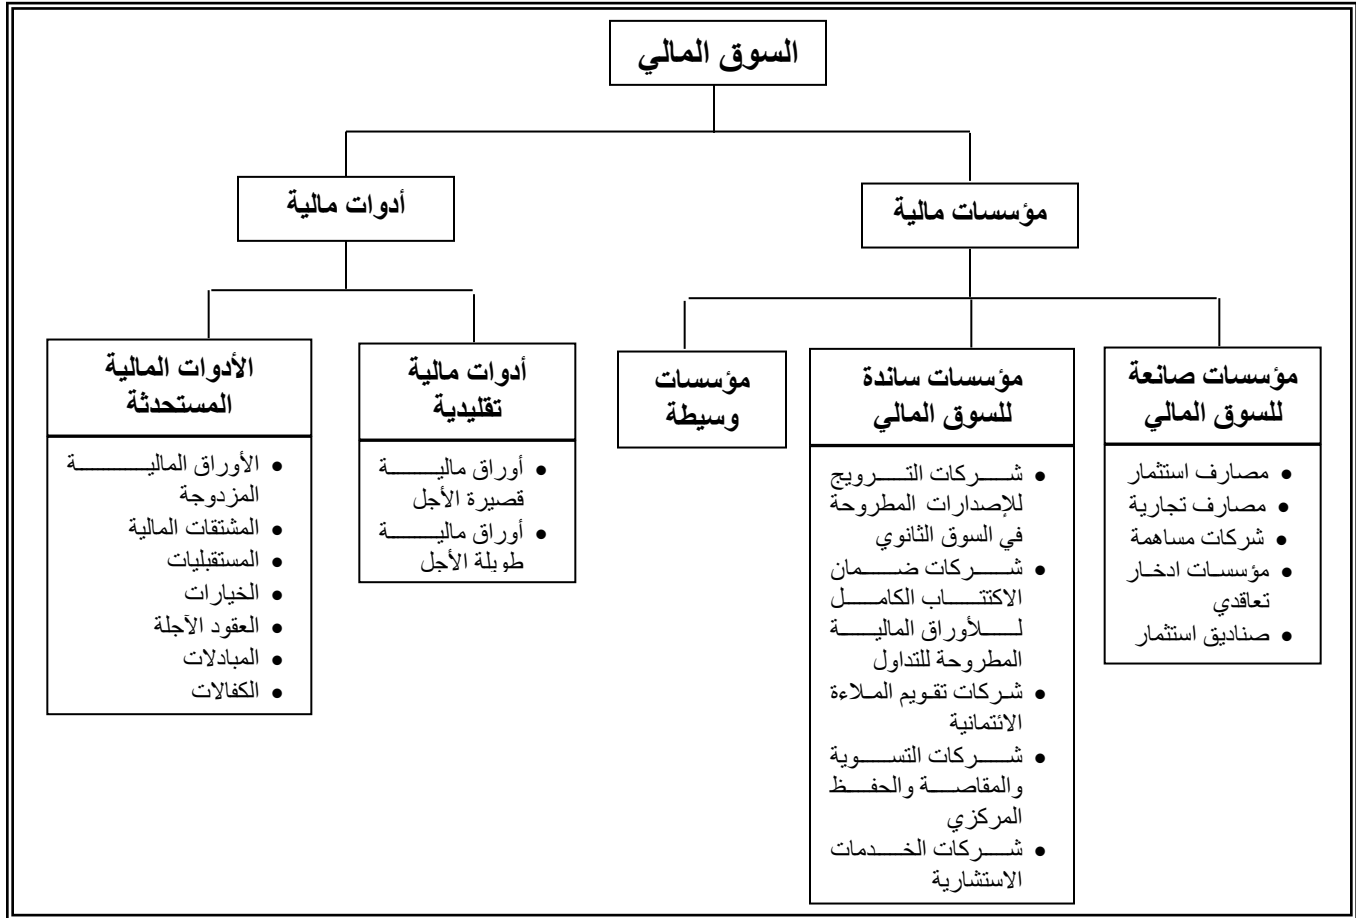 السوق المالي
مؤسسات مالية
أدوات مالية
مؤسسات صانعة
للسوق المالي
• مصارف استثمار
• مصارف تجارية
• شركات مساهمة
• مؤسسات ادخار
تعاقدي
• صناديق استثمار
مؤسسات ساندة
للسوق المالي
• شركات الترويج
للإصدارات المطروحة
في السوق الثانوي
• شركات ضمان
الاكتتاب الكامل
للأوراق المالية
المطروحة للتداول
• شركات تقويم الملاءة
الائتمانية
• شركات التسوية
والمقاصة والحفظ
المركزي
• شركات الخدمات
الاستشارية
مؤسسات
وسيطة
أدوات مالية
تقليدية
• أوراق مالية
قصيرة الأجل
• أوراق مالية
طويلة الأجل
الأدوات المالية
المستحدثة
• الأوراق المالية
المزدوجة
• المشتقات المالية
• المستقبليات
• الخيارات
• العقود الآجلة
• المبادلات
• الكفالات